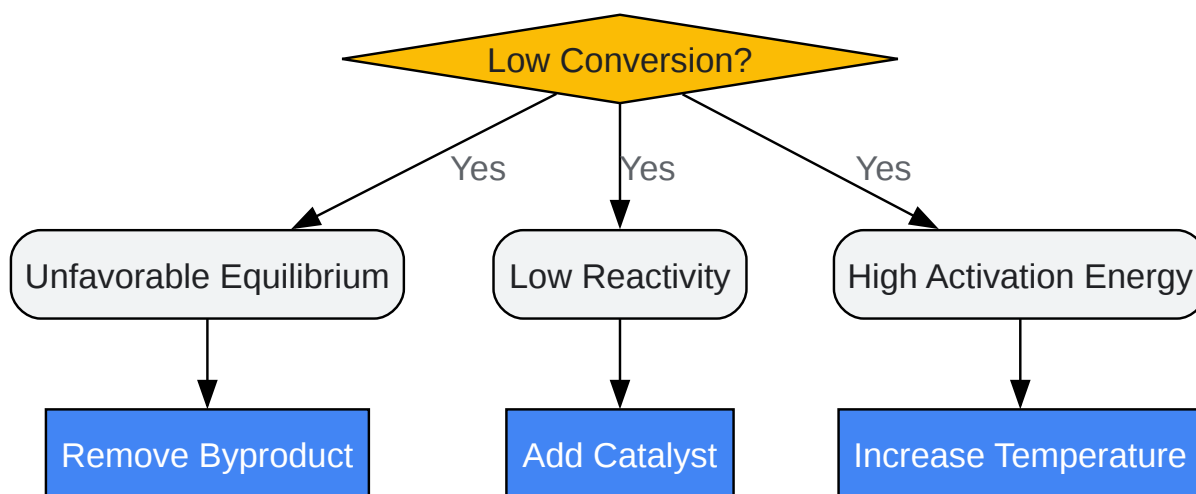 Low Conversion?
Yes
Yes
Yes
Unfavorable Equilibrium
Low Reactivity
High Activation Energy
Remove Byproduct
Add Catalyst
Increase Temperature